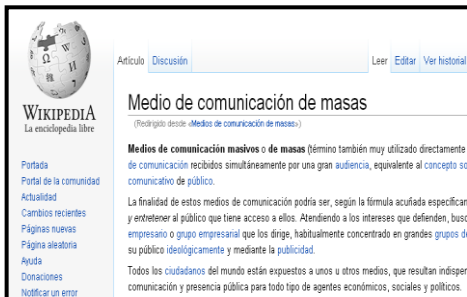 Artículo Discusión Leer Editar Ver historial
WIKIPEDIA
La enciclopedia libre
Portada
Portal de la comunidad
Actualidad
Cambios recientes
Páginas nuevas
Página aleatoria
Ayuda
Donaciones
Notificar un error
Medio de comunicación de masas
(Redirigido desde «Medios de comunicación de masas»)
Medios de comunicación masivos o de masas (término también muy utilizado directamente
de comunicación recibidos simultáneamente por una gran audiencia, equivalente al concepto so
comunicativo de público.
La finalidad de estos medios de comunicación podría ser, según la fórmula acuñada específican
y entretener al público que tiene acceso a ellos. Atendiendo a los intereses que defienden, busc
empresario o grupo empresarial que los dirige, habitualmente concentrado en grandes grupos de
su público ideológicamente y mediante la publicidad.
Todos los ciudadanos del mundo están expuestos a unos u otros medios, que resultan indispen
comunicación y presencia pública para todo tipo de agentes económicos, sociales y políticos.